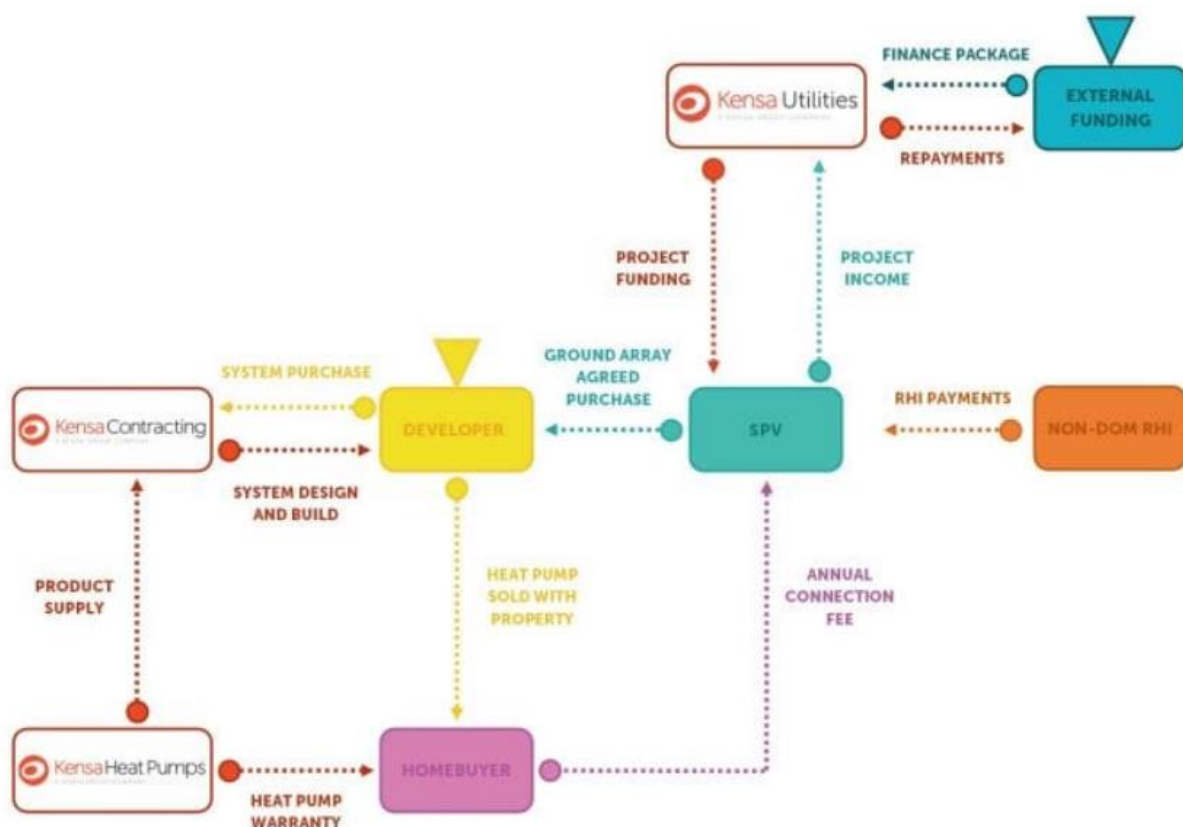 FINANCE PACKAGE
Kensa Utilities
EXTERNAL
FUNDING
REPAYMENTS
PROJECT
FUNDING
PROJECT
INCOME
SYSTEM PURCHASE
GROUND ARRAY
AGREED
PURCHASE
RHI PAYMENTS
Kensa Contracting
DEVELOPER
SPV
NON-DOM RHI
SYSTEM DESIGN
AND BUILD
PRODUCT
SUPPLY
HEAT PUMP
SOLD WITH
PROPERTY
ANNUAL
CONNECTION
FEE
Kensa Heat Pumps
HOMEBUYER
HEAT PUMP
WARRANTY